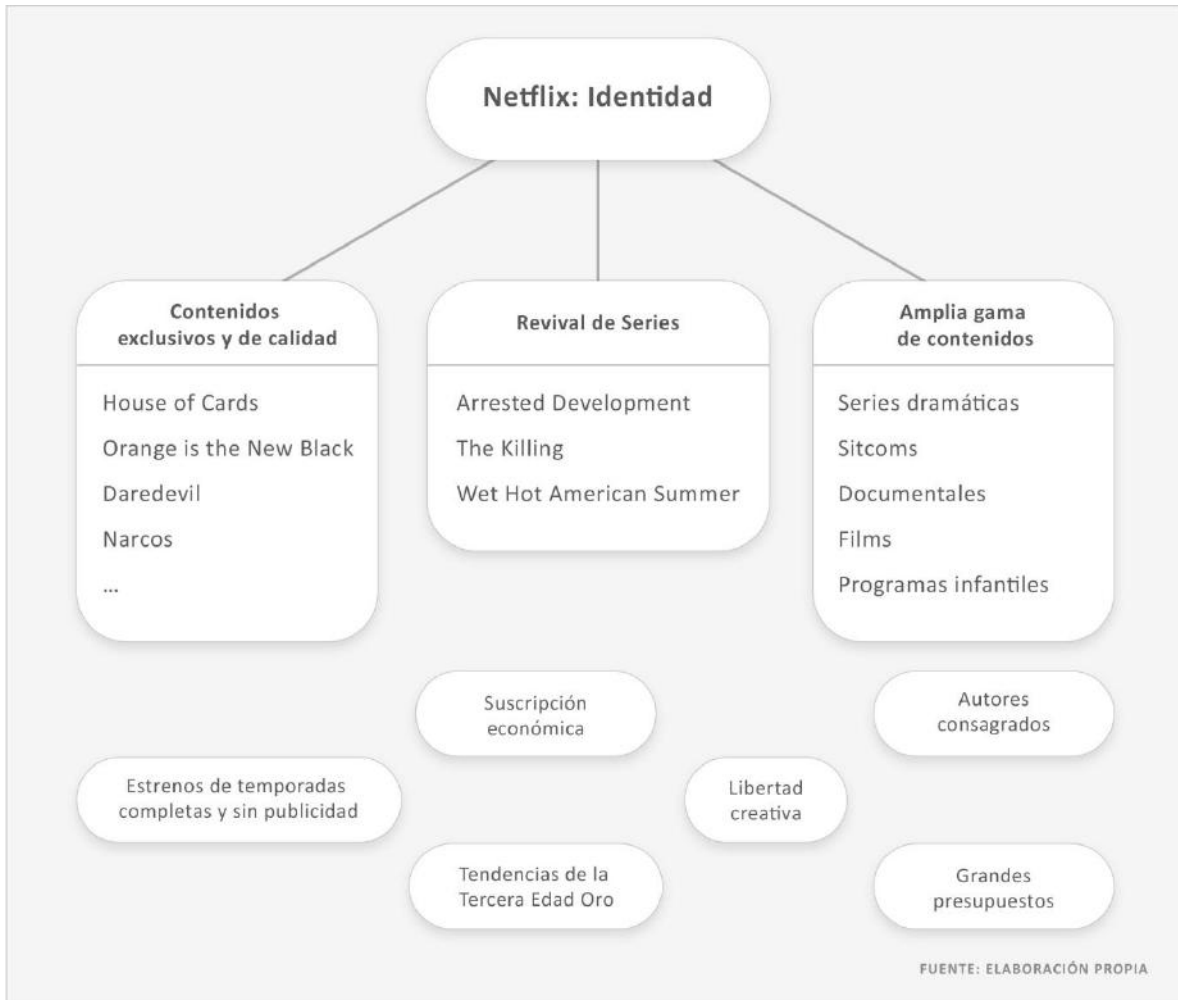 Netflix: Identidad
Contenidos
exclusivos y de calidad
House of Cards
Orange is the New Black
Daredevil
Narcos
...
Revival de Series
Arrested Development
The Killing
Wet Hot American Summer
Amplia gama
de contenidos
Series dramáticas
Sitcoms
Documentales
Films
Programas infantiles
Suscripción
económica
Autores
consagrados
Estrenos de temporadas
completas y sin publicidad
Libertad
creativa
Tendencias de la
Tercera Edad Oro
Grandes
presupuestos
FUENTE: ELABORACIÓN PROPIA